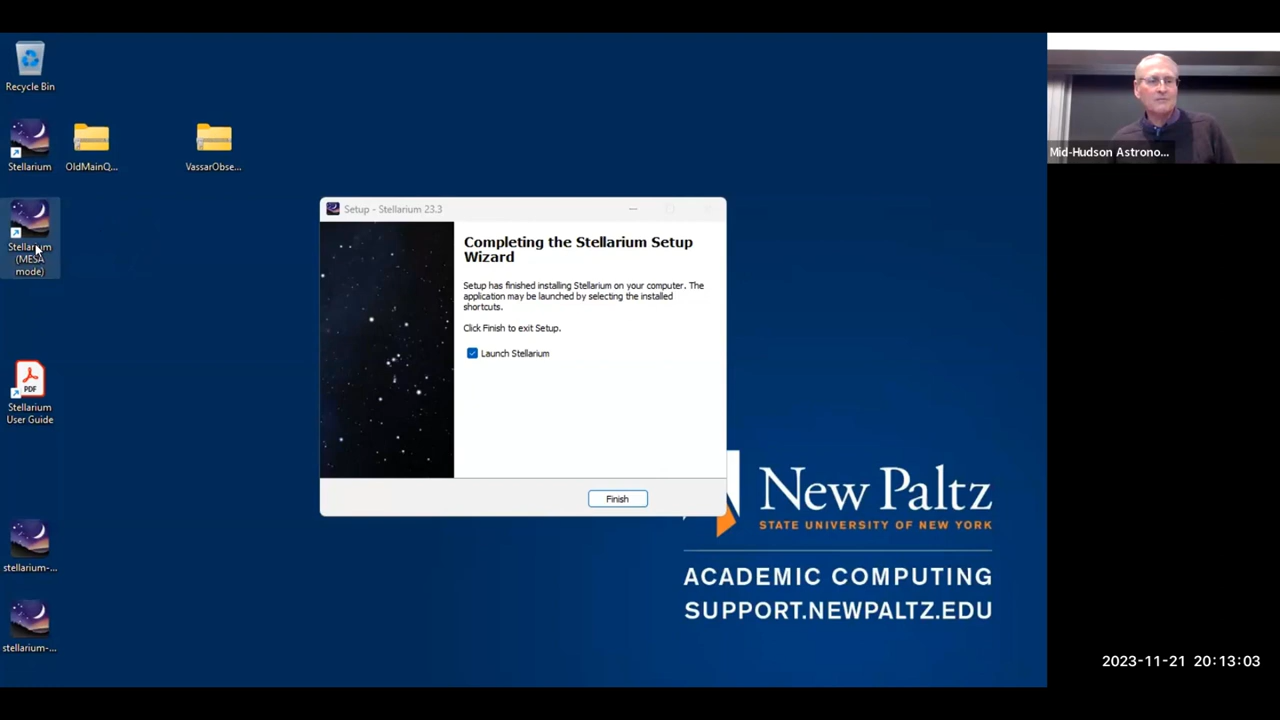 Recycle Bin
Stellarium
OldMainQ...
VassarObse...
Stellarium
(MESA
mode)
Stellarium
User Guide
PDF
stellarium-...
stellarium-...
Setup - Stellarium 23.3
Completing the Stellarium Setup
Wizard
Setup has finished installing Stellarium on your computer. The
application may be launched by selecting the installed
shortcuts.
Click Finish to exit Setup.
Launch Stellarium
Finish
New Paltz
STATE UNIVERSITY OF NEW YORK
ACADEMIC COMPUTING
SUPPORT.NEWPALTZ.EDU
Mid-Hudson Astrono...
2023-11-21 20:13:03